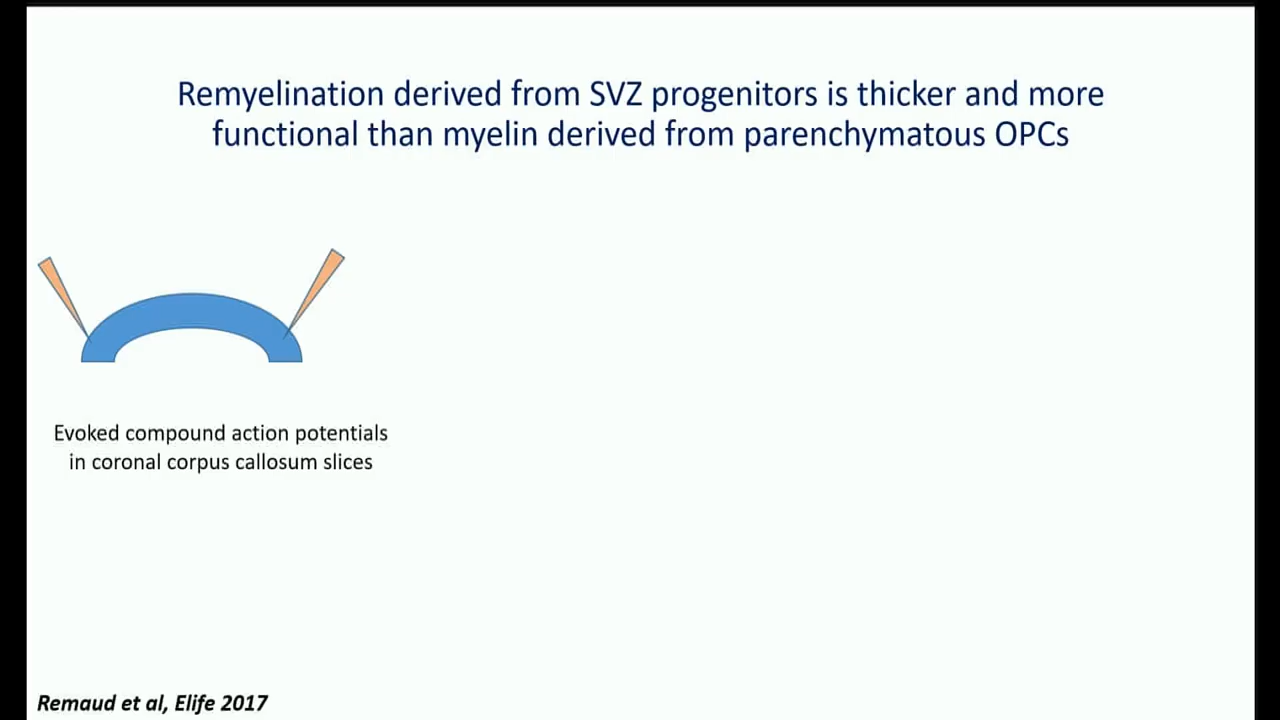 Remyelination derived from SVZ progenitors is thicker and more
functional than myelin derived from parenchymatous OPCs
Evoked compound action potentials
in coronal corpus callosum slices
Remaud et al, Elife 2017